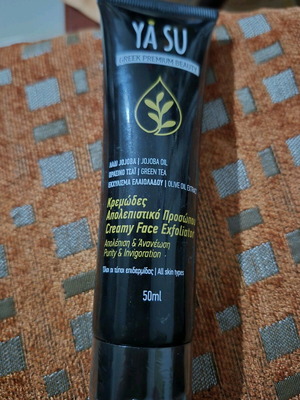 YĀ SU
GREEK PREMIUM BEAUTY
ΛΑΔΙ JOJOBA | JOJOBA OIL
ΠΡΑΣΙΝΟ ΤΣΑΪ | GREEN TEA
ΕΚΧΥΛΙΣΜΑ ΕΛΑΙΟΛΑΔΟΥ | OLIVE OIL EXTRACT
Κρεμώδες
Απολεπιστικό Προσώπου
Creamy Face Exfoliator
Απολέπιση & Ανανέωση
Purity & Invigoration
Όλοι οι τύποι επιδερμίδας | All skin types
50ml